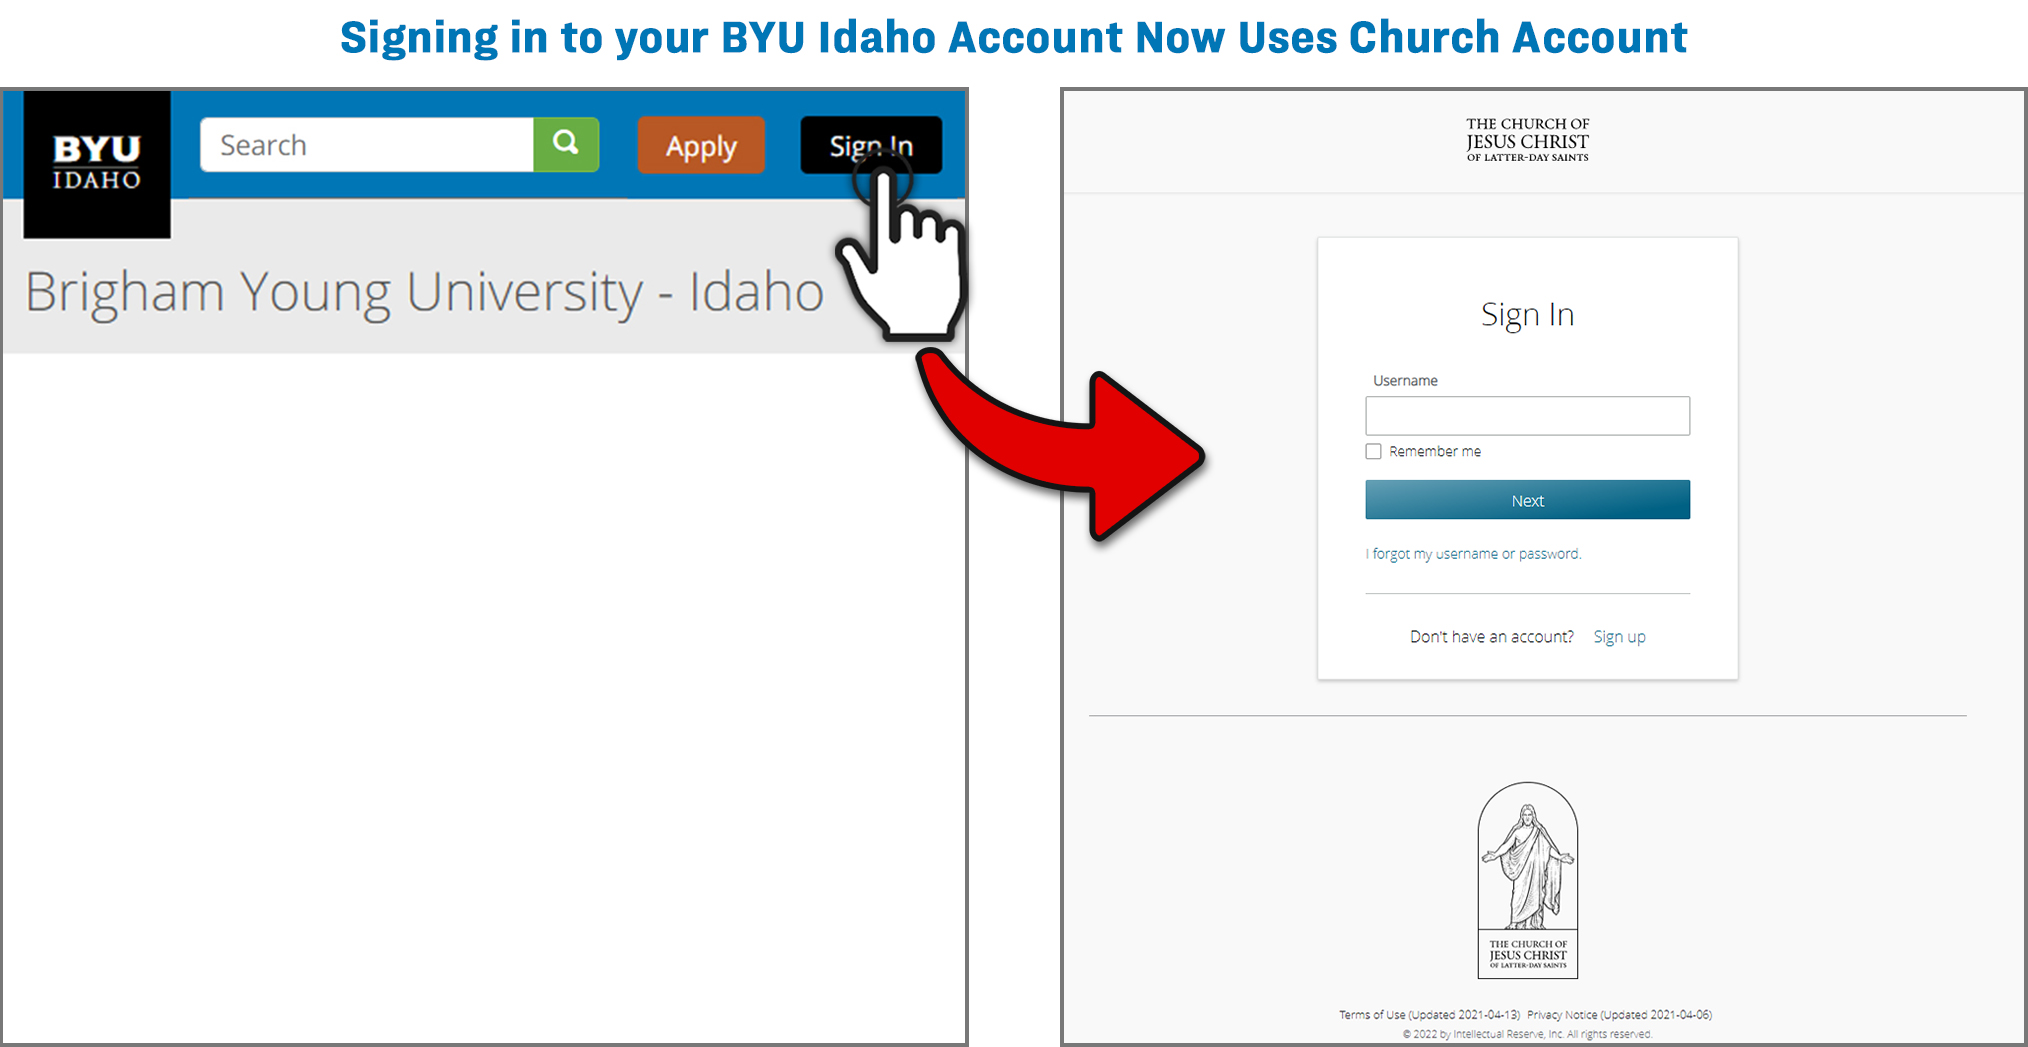 Signing in to your BYU Idaho Account Now Uses Church Account
BYU
IDAHO
Search
Apply
Sign In
Brigham Young University - Idaho
THE CHURCH OF
JESUS CHRIST
OF LATTER-DAY SAINTS
Sign In
Username
Remember me
Next
I forgot my username or password.
Don't have an account? Sign up
THE CHURCH OF
JESUS CHRIST
OF LATTER-DAY SAINTS
Terms of Use (Updated 2021-04-13) Privacy Notice (Updated 2021-04-06)
© 2022 by Intellectual Reserve, Inc. All rights reserved.